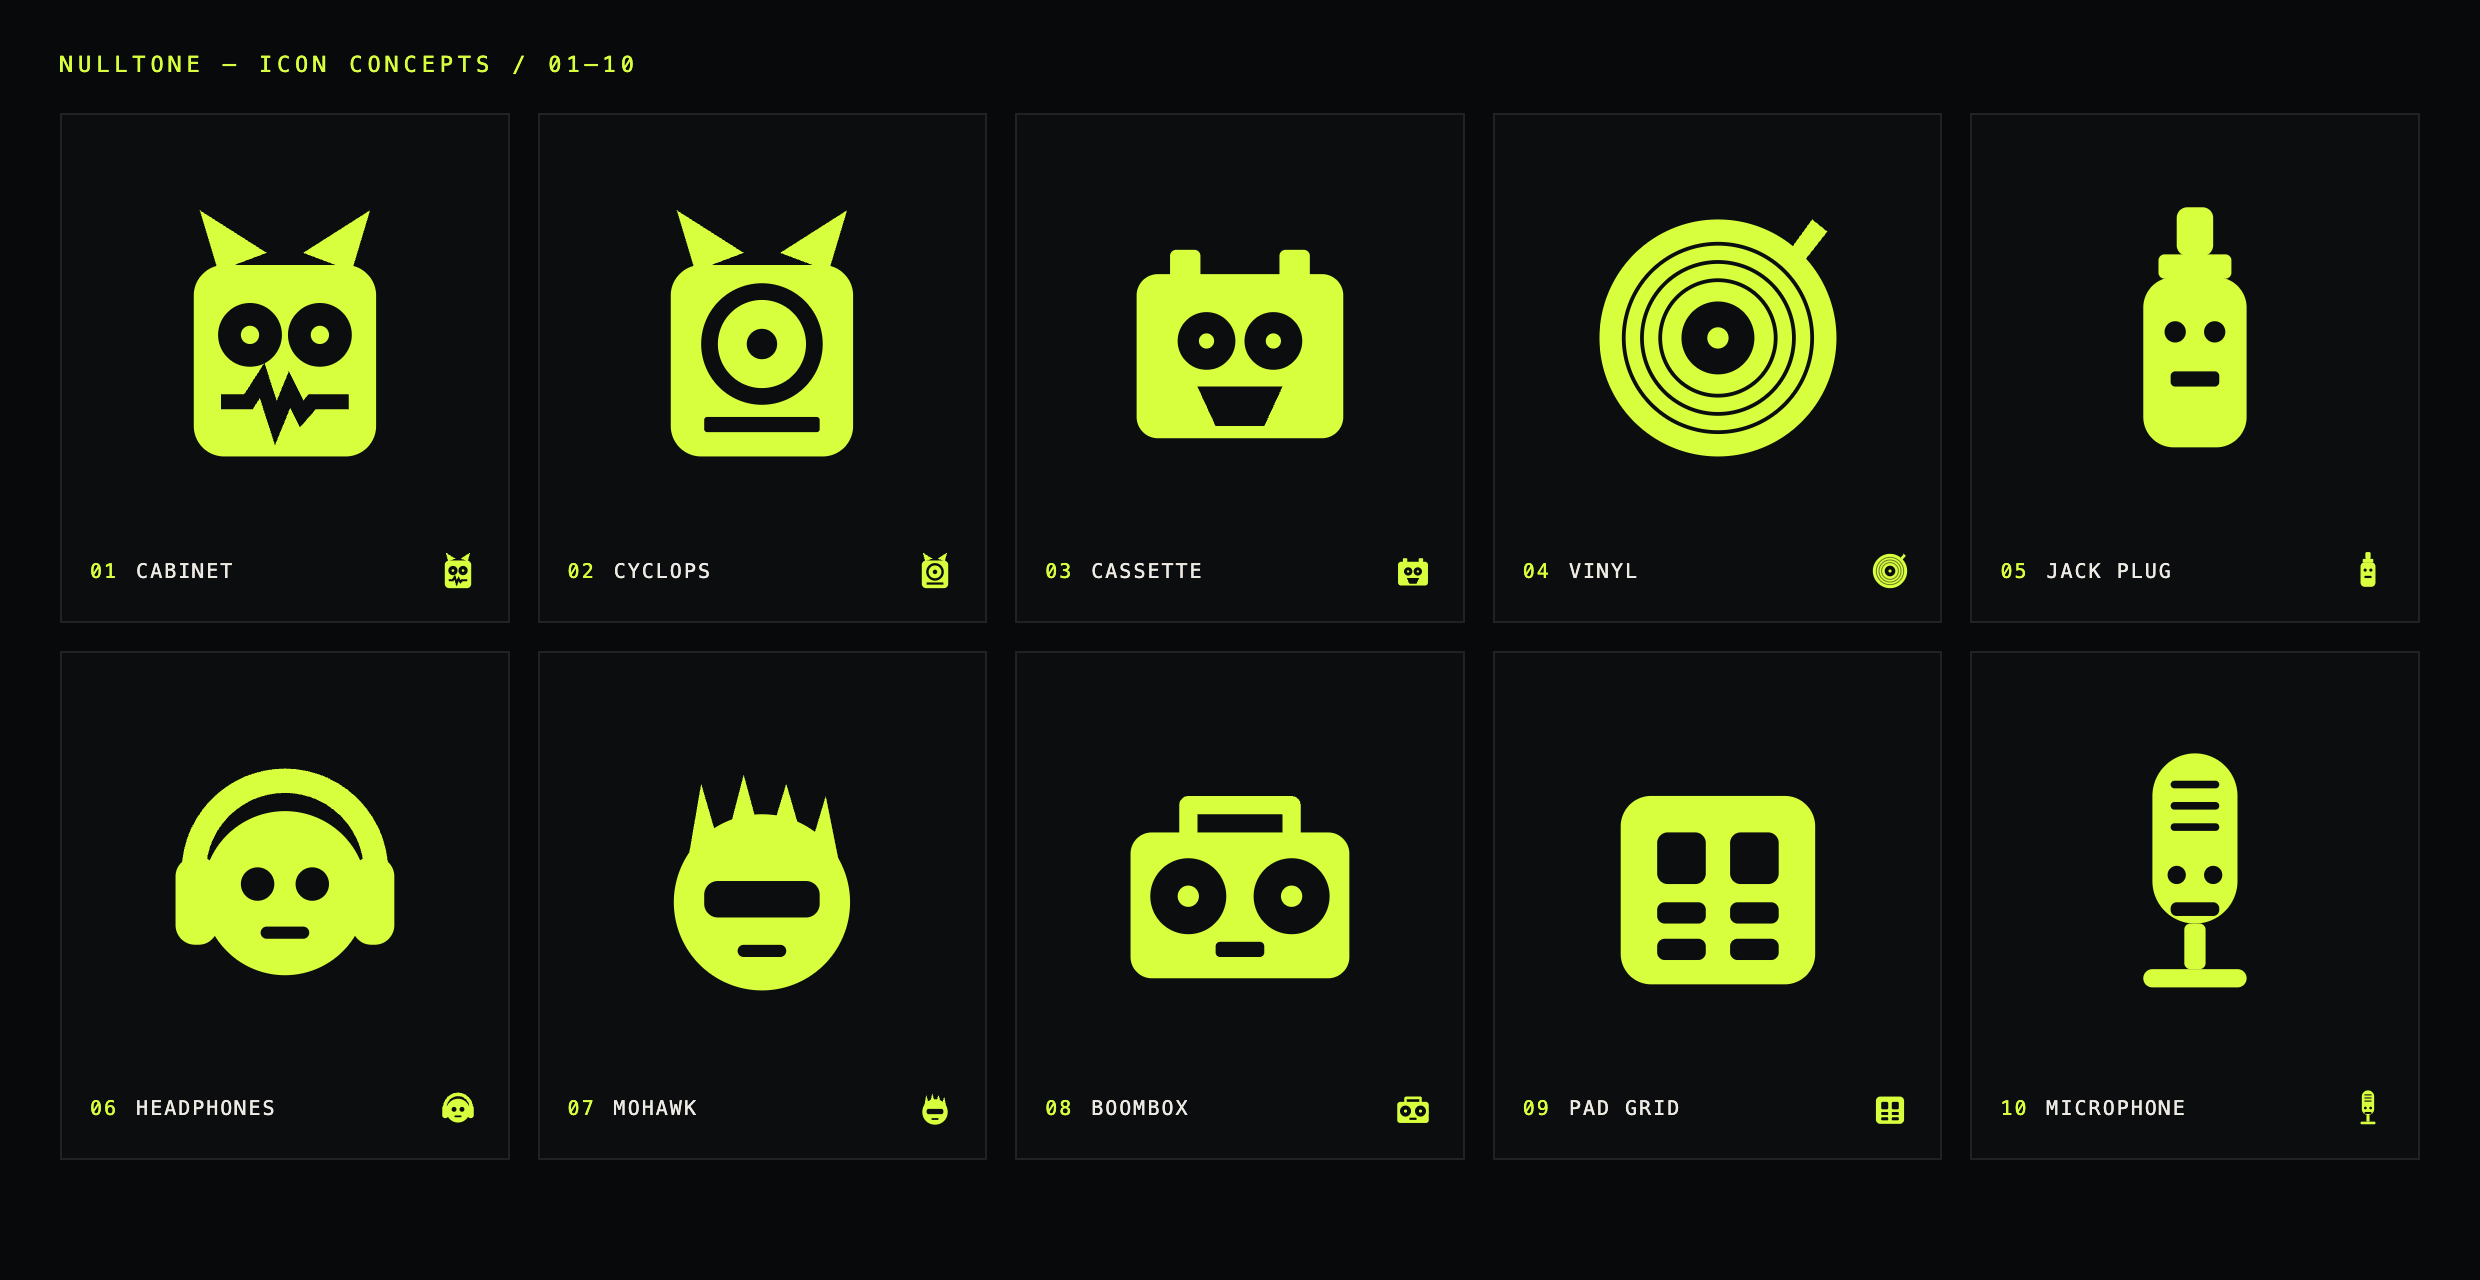 NULLTONE — ICON CONCEPTS / 01—10
01 CABINET
02 CYCLOPS
03 CASSETTE
04 VINYL
05 JACK PLUG
06 HEADPHONES
07 MOHAWK
08 BOOMBOX
09 PAD GRID
10 MICROPHONE